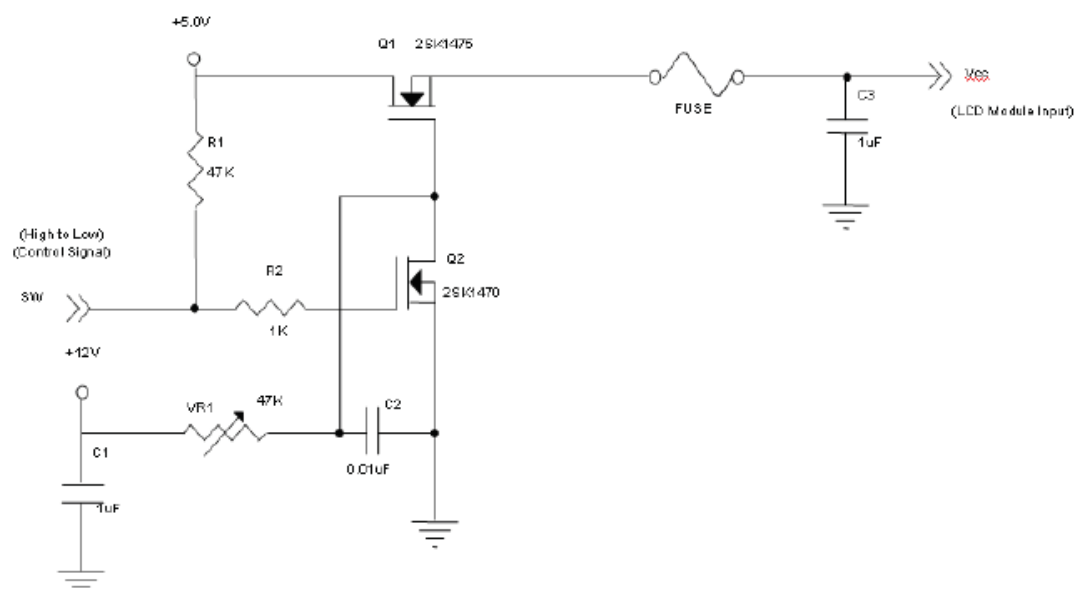 +5.0V
Q1 2SK1475
Vcc
FUSE
C3
(LCD Module Input)
R1
1uF
47K
(High to Low)
(Control Signal)
R2
Q2
SW
2SK1470
1K
+12V
VR1
47K
C2
C1
0.01uF
1uF